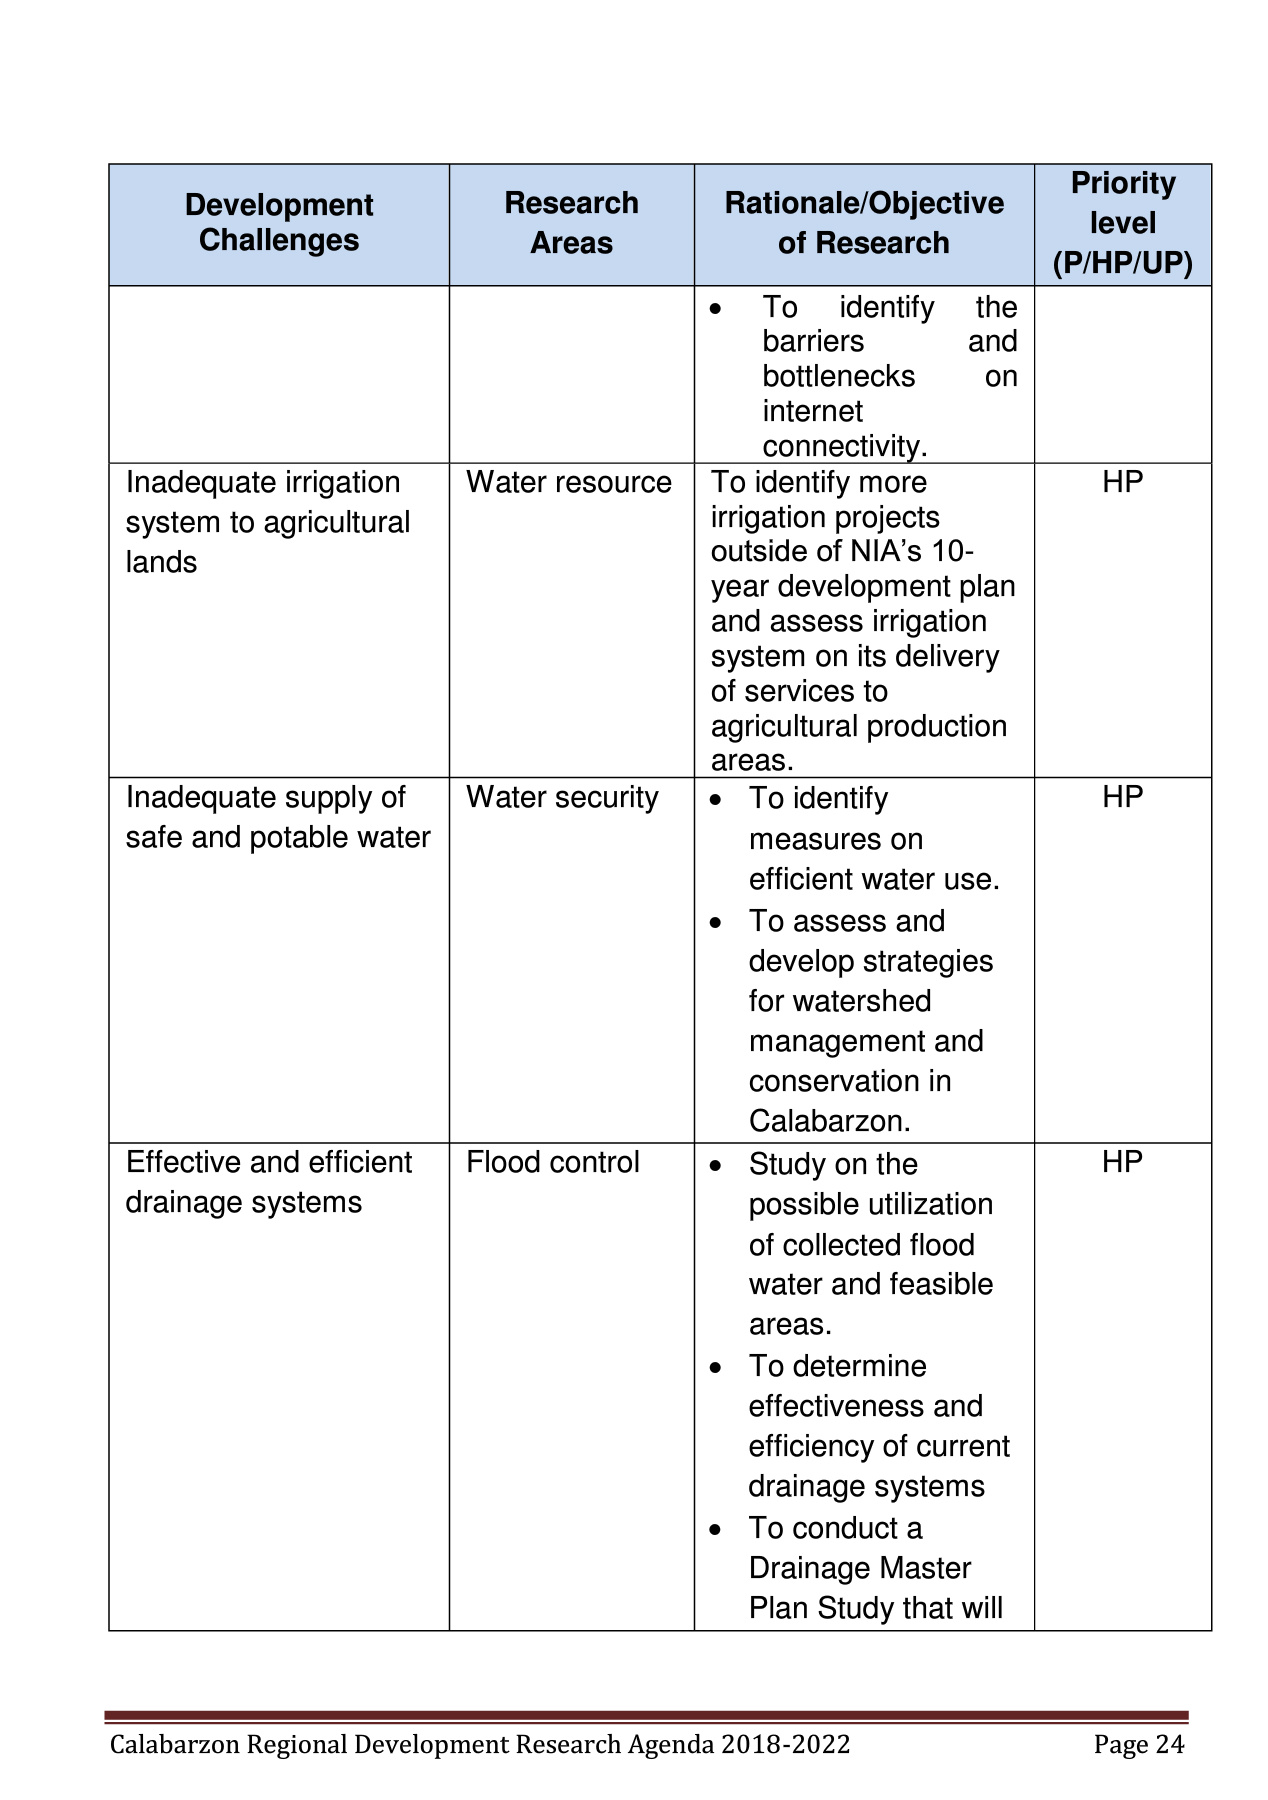 Development
Challenges
Research
Areas
Rationale/Objective
of Research
Priority
level
(P/HP/UP)
• To identify the
barriers and
bottlenecks on
internet
connectivity.
Inadequate irrigation
system to agricultural
lands
Water resource
To identify more
irrigation projects
outside of NIA’s 10-
year development plan
and assess irrigation
system on its delivery
of services to
agricultural production
areas.
HP
Inadequate supply of
safe and potable water
Water security
• To identify
measures on
efficient water use.
• To assess and
develop strategies
for watershed
management and
conservation in
Calabarzon.
HP
Effective and efficient
drainage systems
Flood control
• Study on the
possible utilization
of collected flood
water and feasible
areas.
• To determine
effectiveness and
efficiency of current
drainage systems
• To conduct a
Drainage Master
Plan Study that will
HP
Calabarzon Regional Development Research Agenda 2018-2022 Page 24